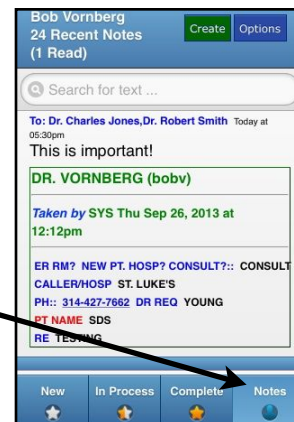 Bob Vornberg
24 Recent Notes
(1 Read)
Create
Options
Search for text ...
To: Dr. Charles Jones,Dr. Robert Smith Today at
05:30pm
This is important!
DR. VORNBERG (bobv)
Taken by SYS Thu Sep 26, 2013 at
12:12pm
ER RM? NEW PT. HOSP? CONSULT?:: CONSULT
CALLER/HOSP ST. LUKE'S
PH:: 314-427-7662 DR REQ YOUNG
PT NAME SDS
RE TESTING
New
In Process
Complete
Notes